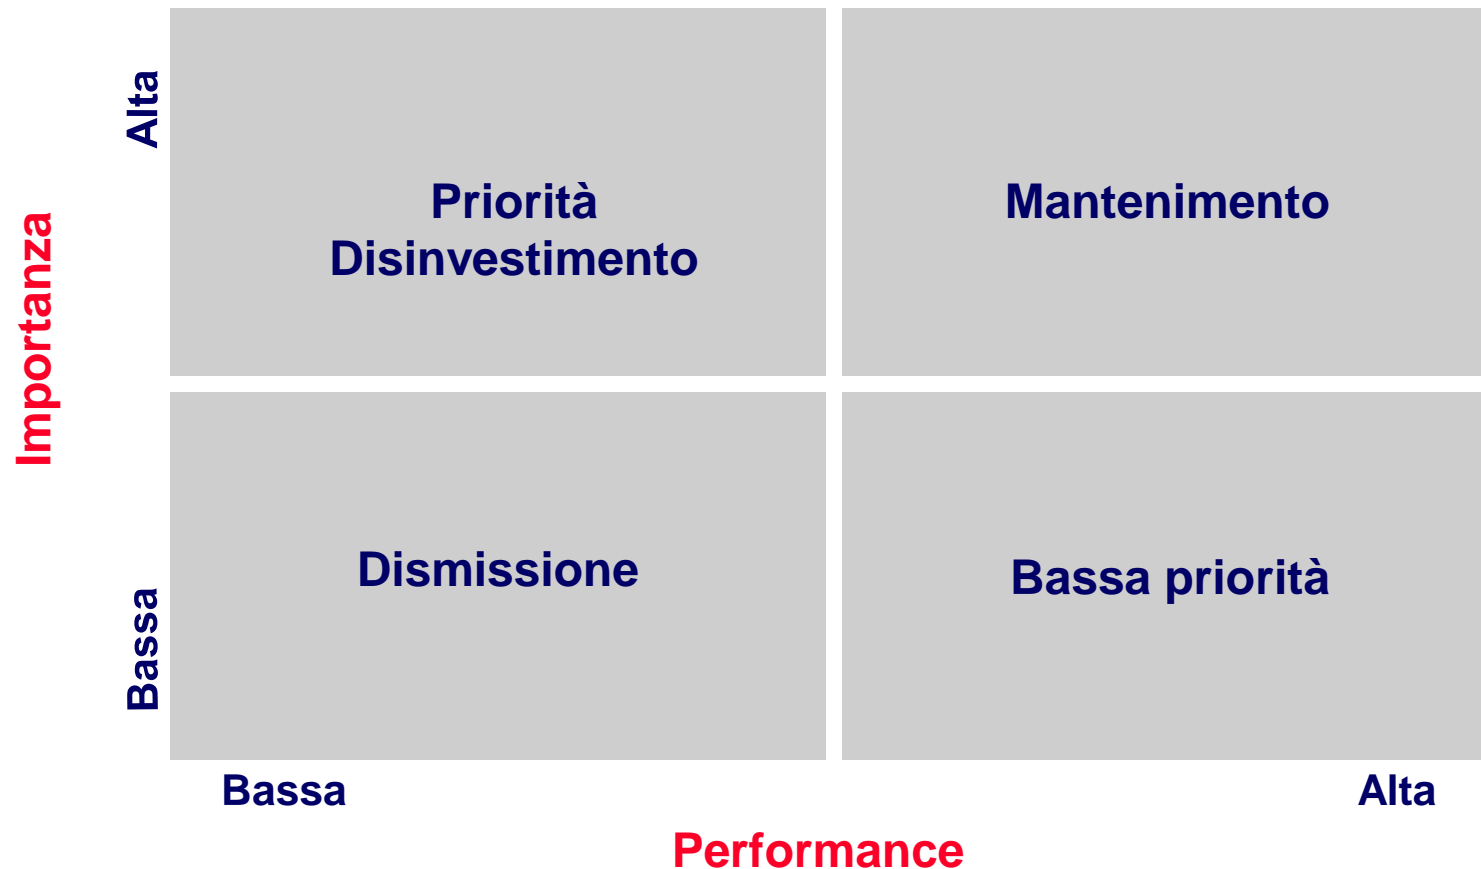 Importanza
Alta
Priorità
Disinvestimento
Mantenimento
Bassa
Dismissione
Bassa priorità
Bassa
Alta
Performance